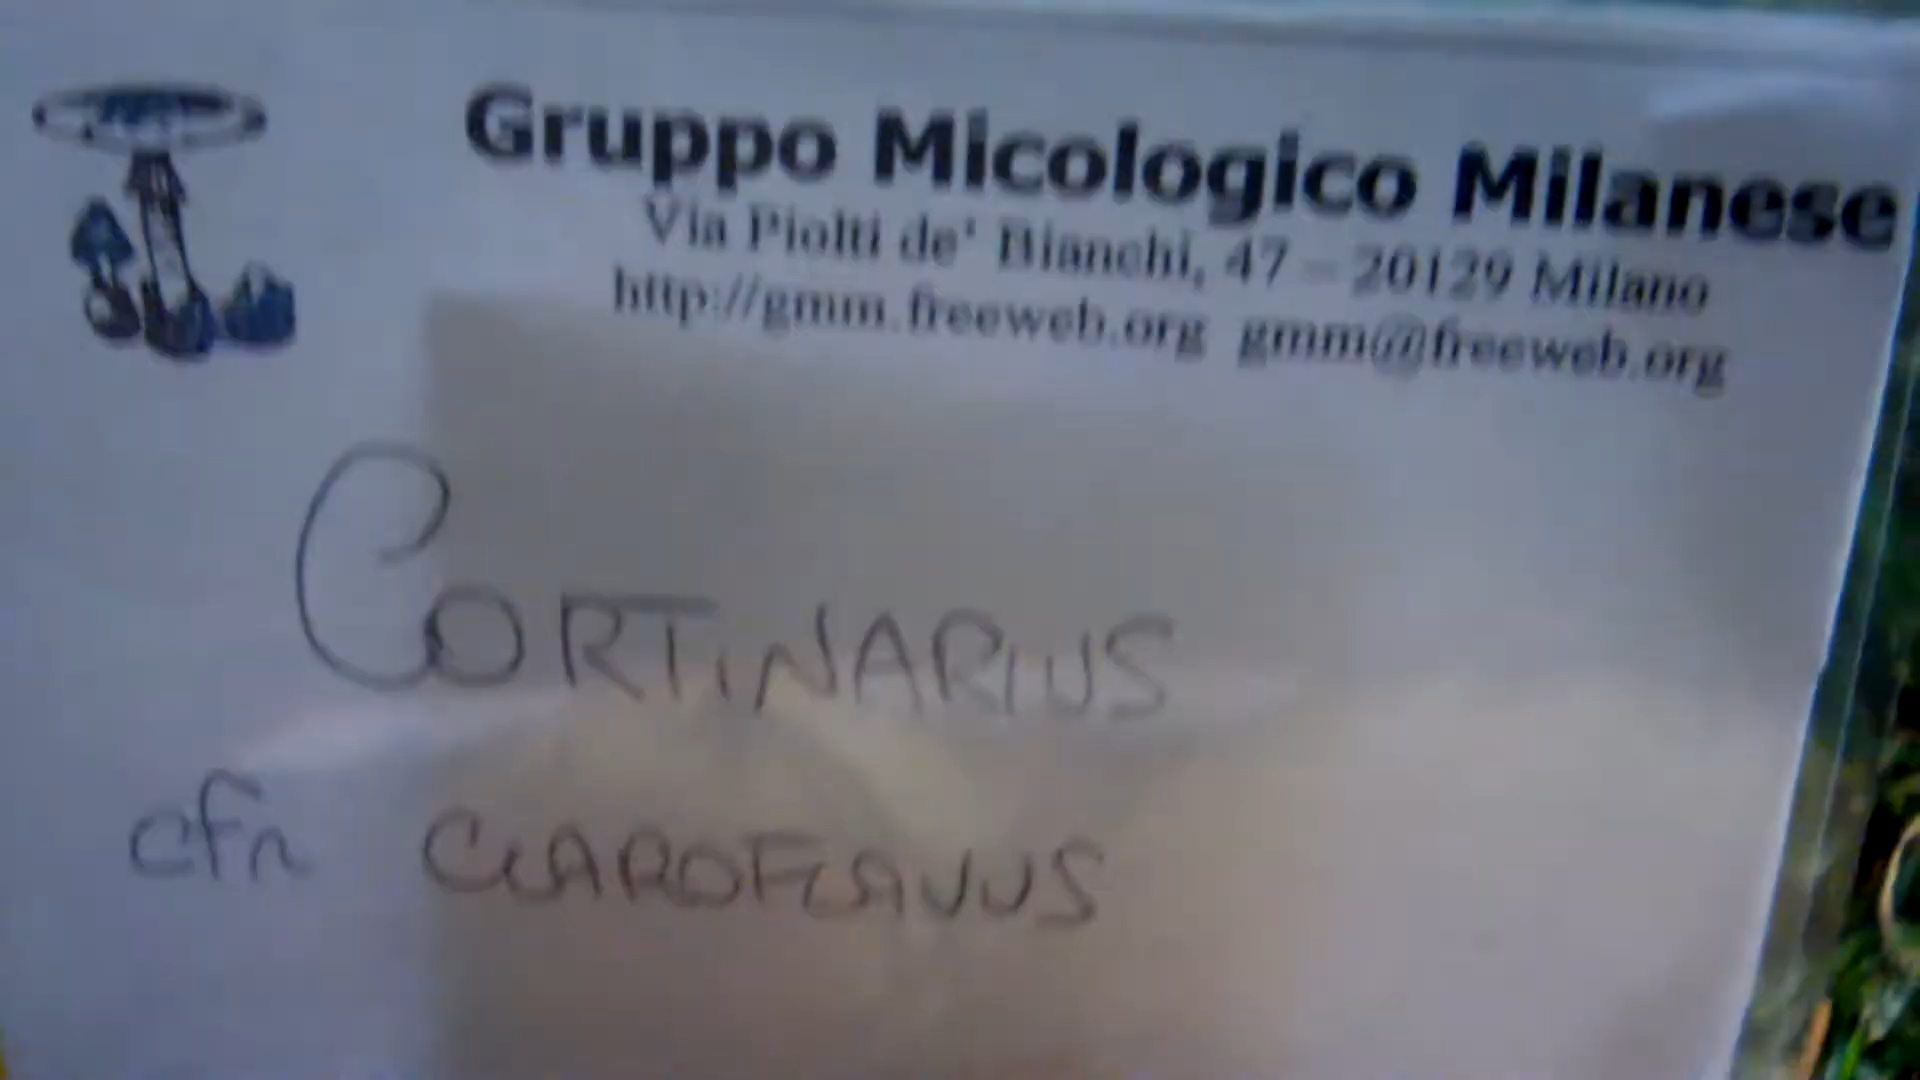 Gruppo Micologico Milanese
Via Piolti de' Bianchi, 47 – 20129 Milano
http://gmm.freeweb.org gmm@freeweb.org
CORTINARIUS
cfr CLAROFLAVUS